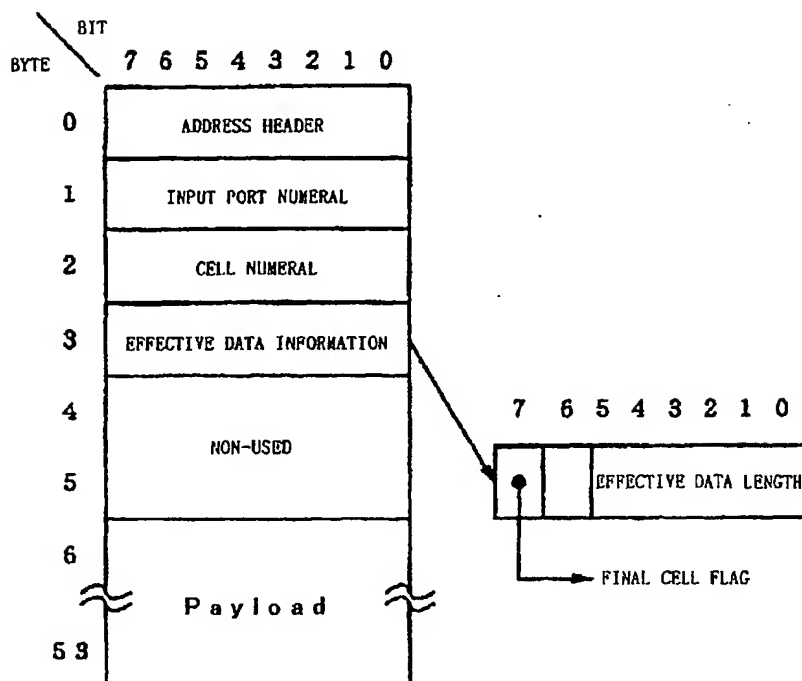 BIT
BYTE 7 6 5 4 3 2 1 0
0 ADDRESS HEADER
1 INPUT PORT NUMERAL
2 CELL NUMERAL
3 EFFECTIVE DATA INFORMATION
4
NON-USED
5
6
Payload
53
7 6 5 4 3 2 1 0
EFFECTIVE DATA LENGTH
FINAL CELL FLAG